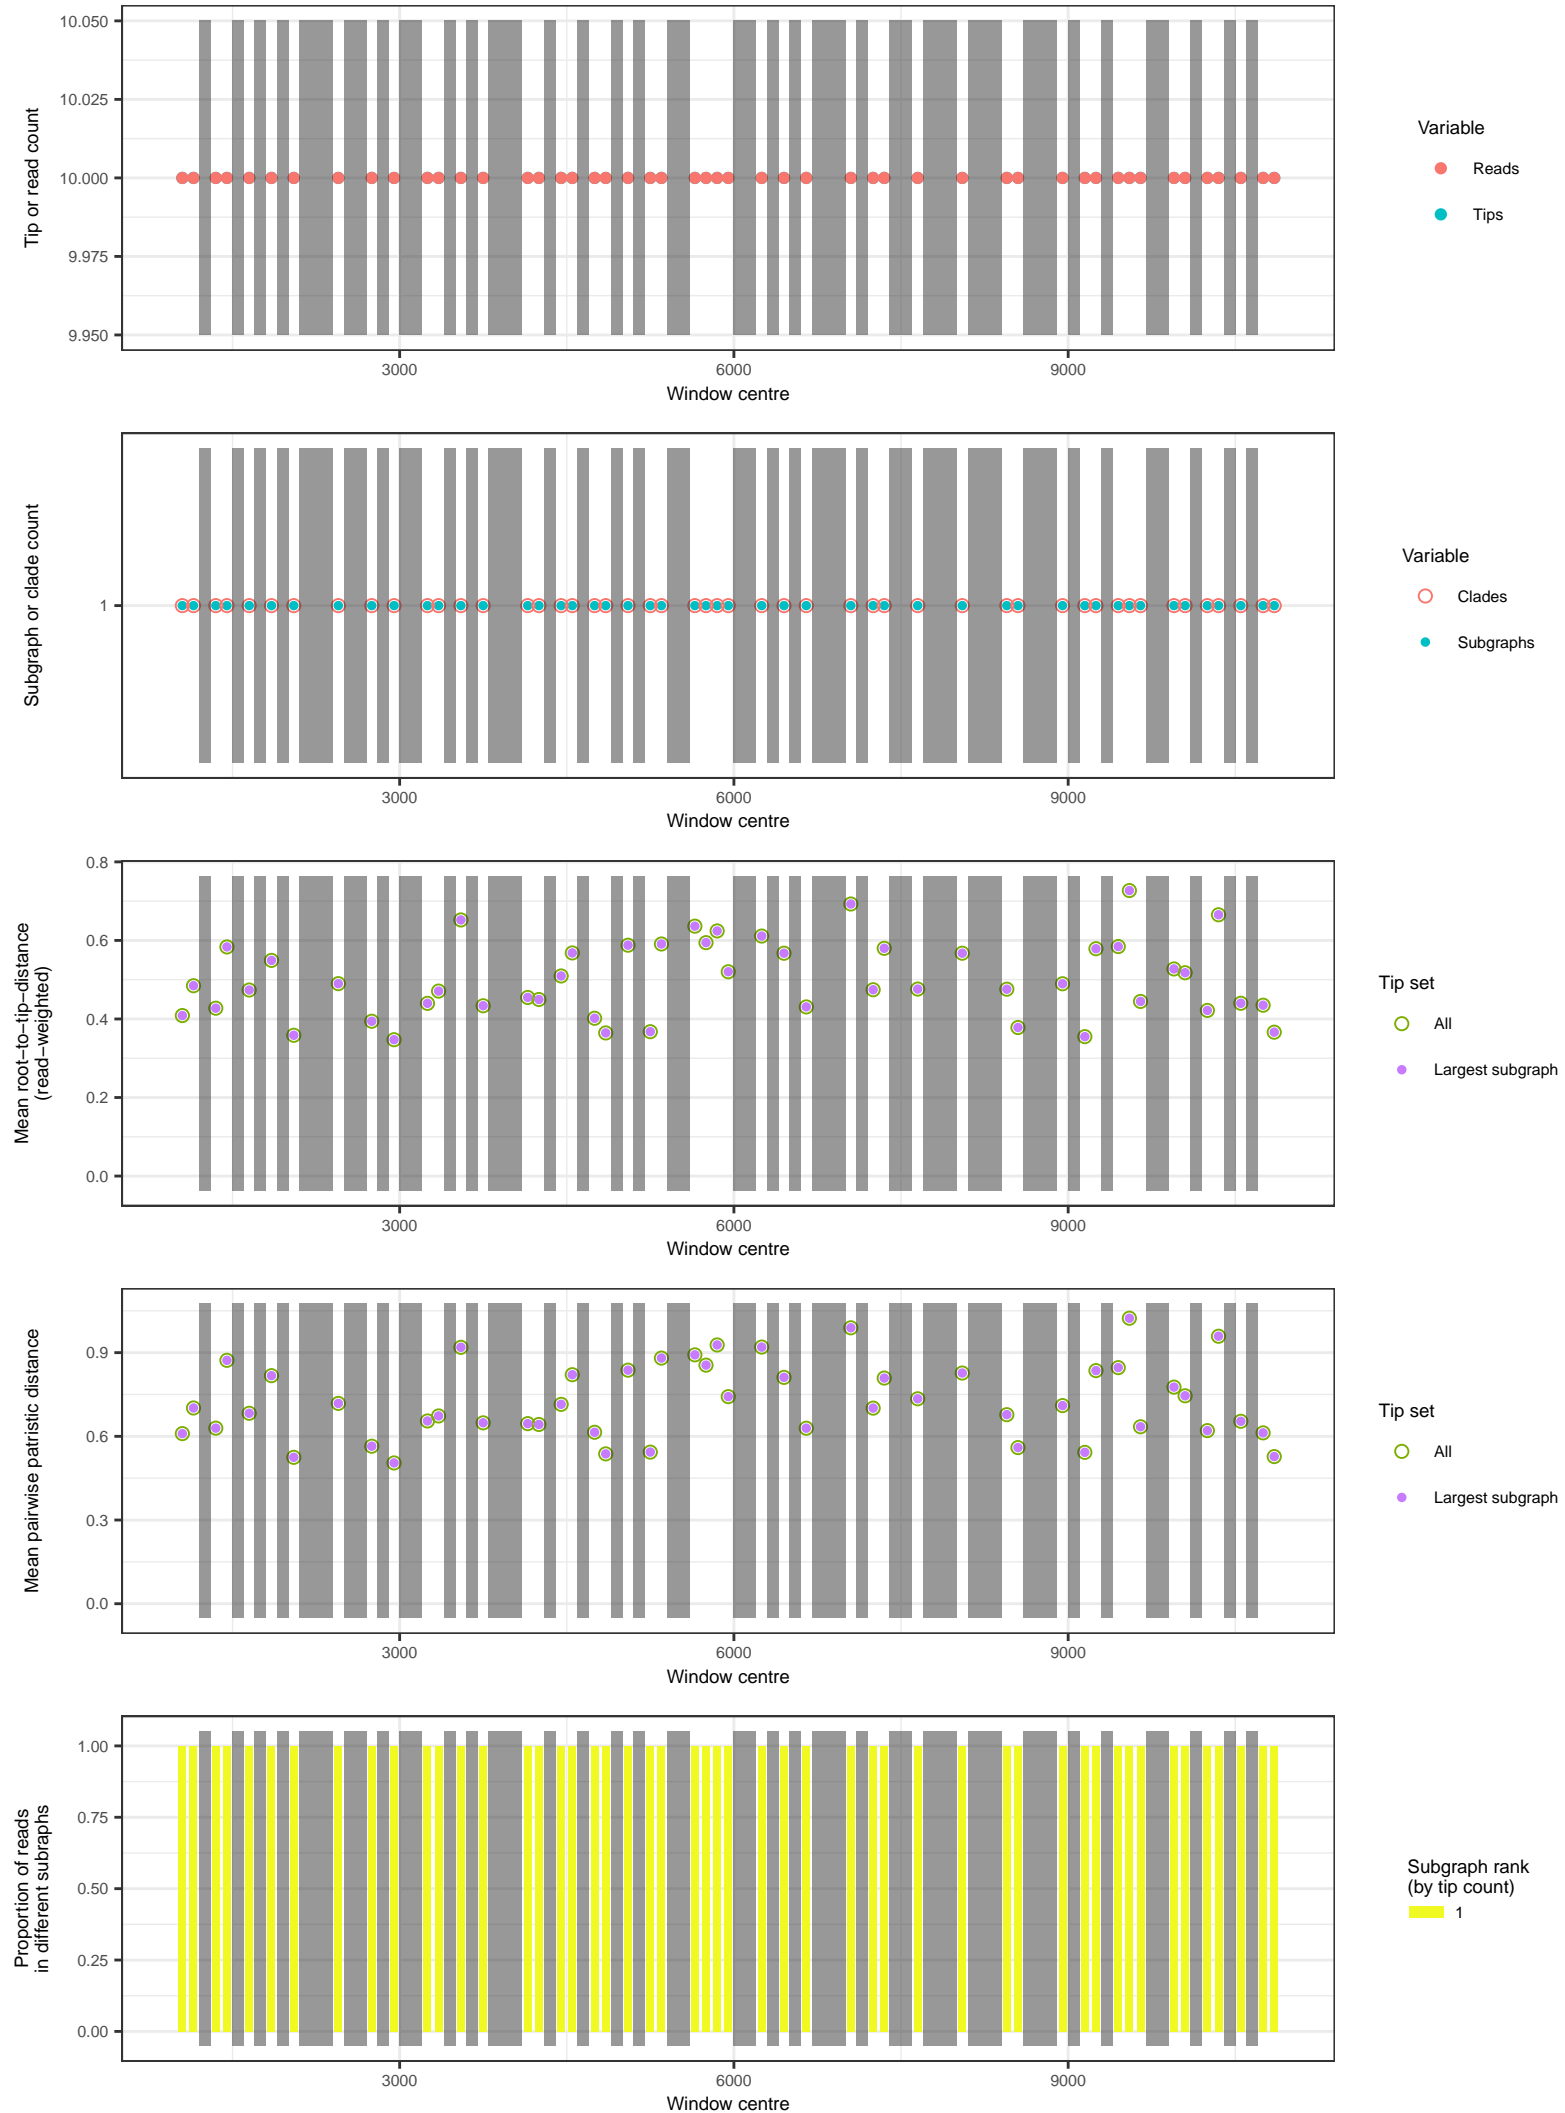 10.050
10.025
10.000
9.975
9.950
Tip or read count
3000
6000
9000
Window centre
Variable
Reads
Tips
1
Subgraph or clade count
3000
6000
9000
Window centre
Variable
Clades
Subgraphs
0.8
0.6
0.4
0.2
0.0
Mean root−to−tip−distance
(read−weighted)
3000
6000
9000
Window centre
Tip set
All
Largest subgraph
0.9
0.6
0.3
0.0
Mean pairwise patristic distance
3000
6000
9000
Window centre
Tip set
All
Largest subgraph
1.00
0.75
0.50
0.25
0.00
Proportion of reads
in different subraphs
3000
6000
9000
Window centre
Subgraph rank
(by tip count)
1